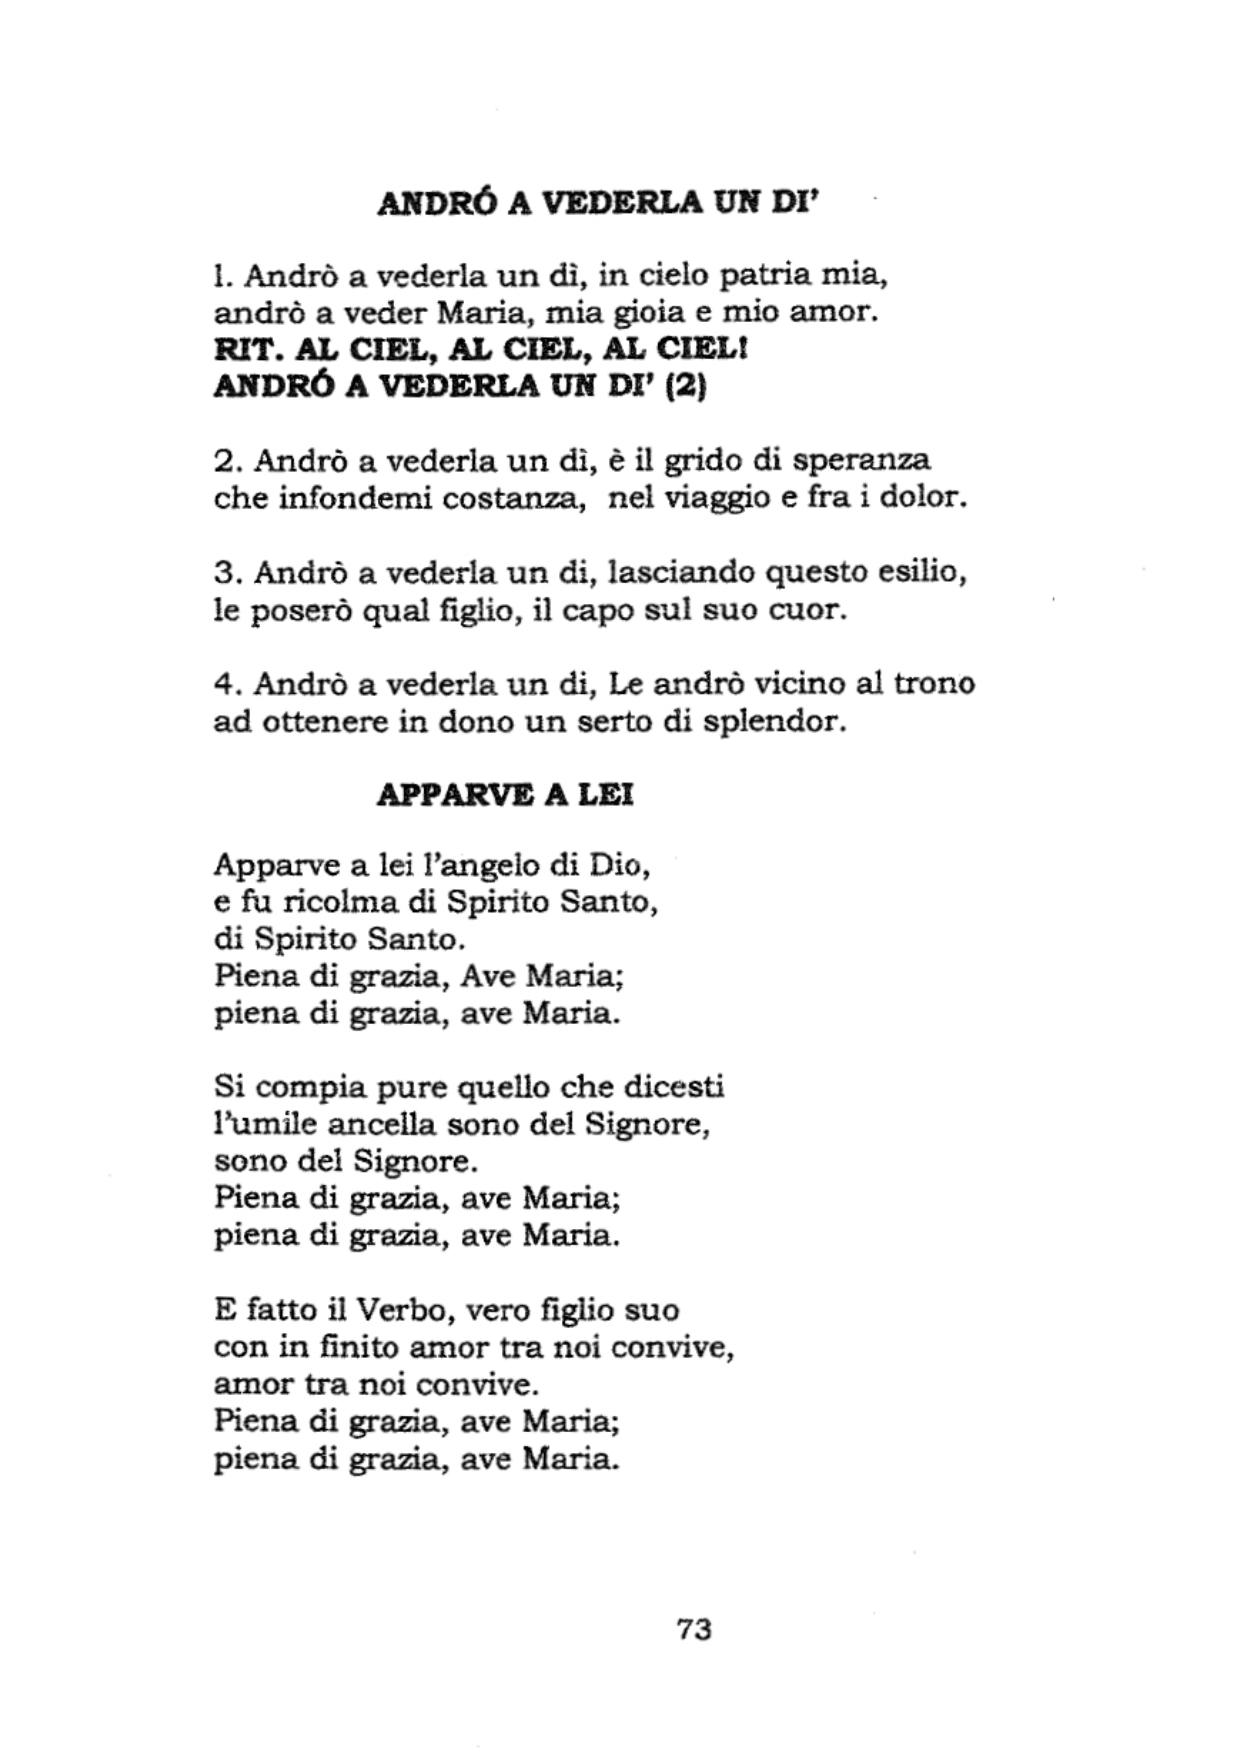 ANDRÓ A VEDERLA UN DI'
1. Andrò a vederla un dì, in cielo patria mia,
andrò a veder Maria, mia gioia e mio amor.
RIT. AL CIEL, AL CIEL, AL CIEL!
ANDRÓ A VEDERLA UN DI' (2)
2. Andrò a vederla un dì, è il grido di speranza
che infondemi costanza, nel viaggio e fra i dolor.
3. Andrò a vederla un di, lasciando questo esilio,
le poserò qual figlio, il capo sul suo cuor.
4. Andrò a vederla un di, Le andrò vicino al trono
ad ottenere in dono un serto di splendor.
APPARVE A LEI
Apparve a lei l'angelo di Dio,
e fu ricolma di Spirito Santo,
di Spirito Santo.
Piena di grazia, Ave Maria;
piena di grazia, ave Maria.
Si compia pure quello che dicesti
l'umile ancella sono del Signore,
sono del Signore.
Piena di grazia, ave Maria;
piena di grazia, ave Maria.
E fatto il Verbo, vero figlio suo
con in finito amor tra noi convive,
amor tra noi convive.
Piena di grazia, ave Maria;
piena di grazia, ave Maria.
73